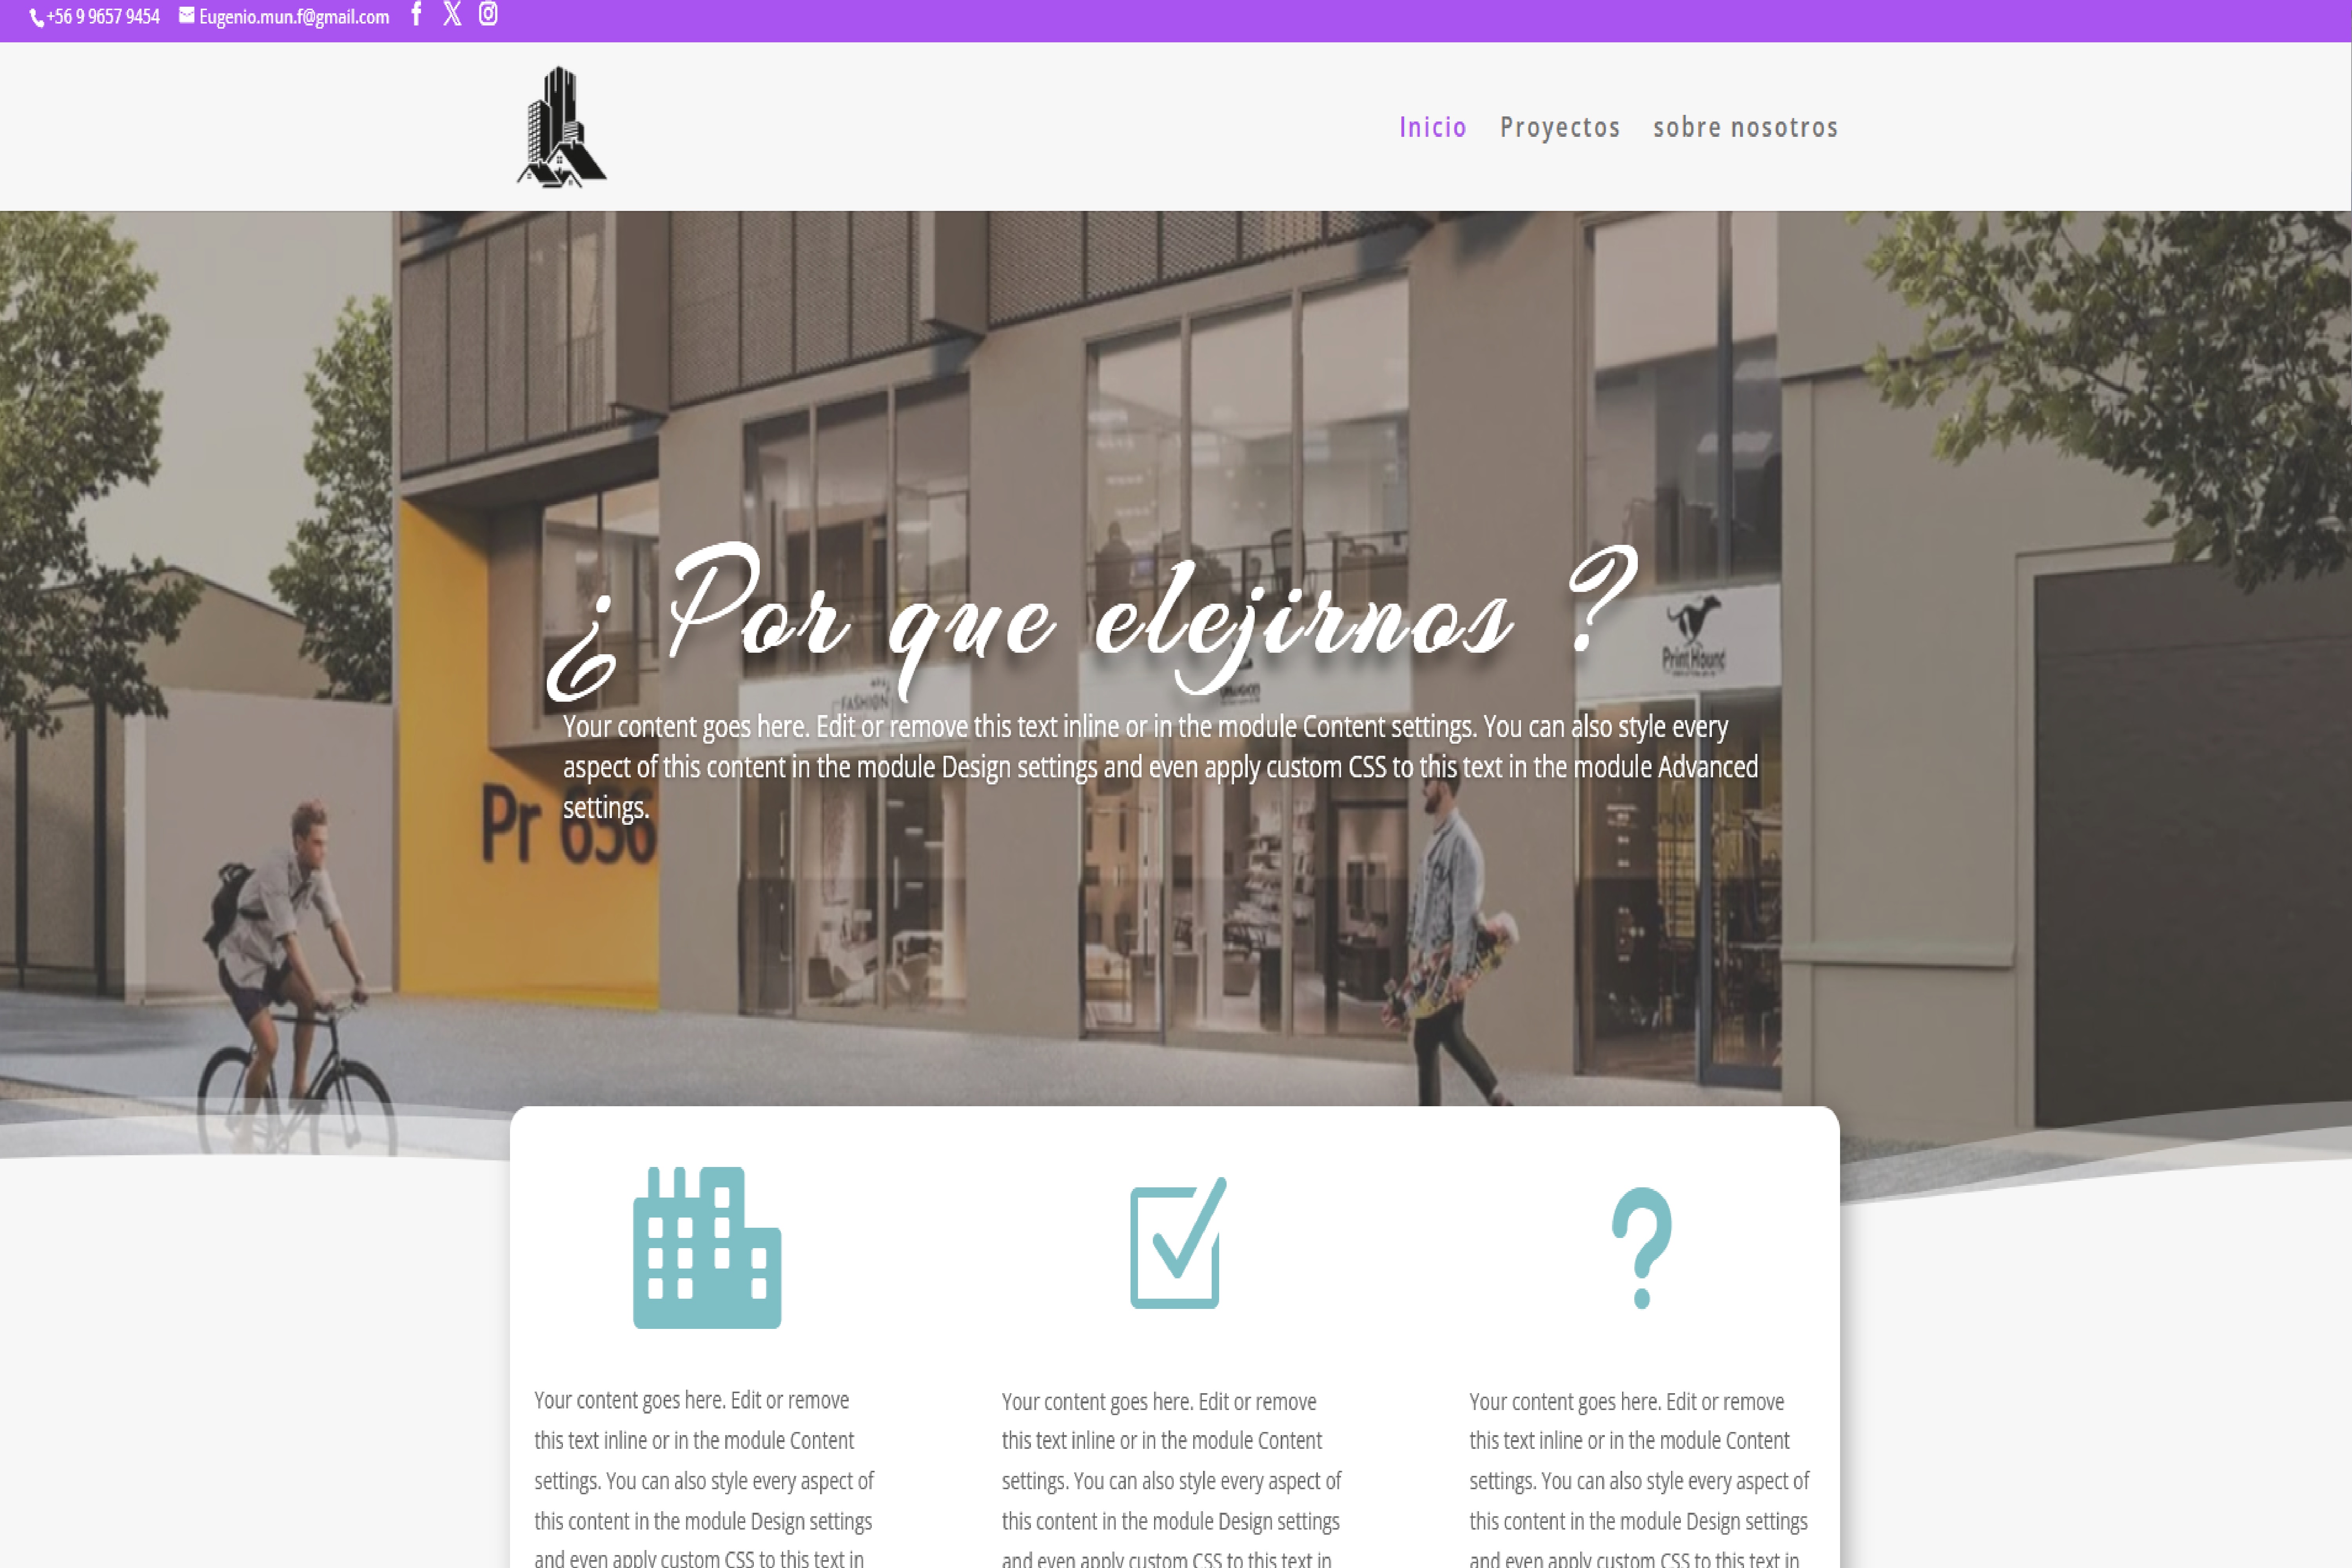 +56 9 9657 9454 Eugenio.mun.f@gmail.com
Inicio Proyectos sobre nosotros
¿ Por que elejirnos ?
Print Hound
FASHION
Your content goes here. Edit or remove this text inline or in the module Content settings. You can also style every
aspect of this content in the module Design settings and even apply custom CSS to this text in the module Advanced
settings.
Pr 656
Your content goes here. Edit or remove
this text inline or in the module Content
settings. You can also style every aspect of
this content in the module Design settings
and even apply custom CSS to this text in
Your content goes here. Edit or remove
this text inline or in the module Content
settings. You can also style every aspect of
this content in the module Design settings
and even apply custom CSS to this text in
Your content goes here. Edit or remove
this text inline or in the module Content
settings. You can also style every aspect of
this content in the module Design settings
and even apply custom CSS to this text in